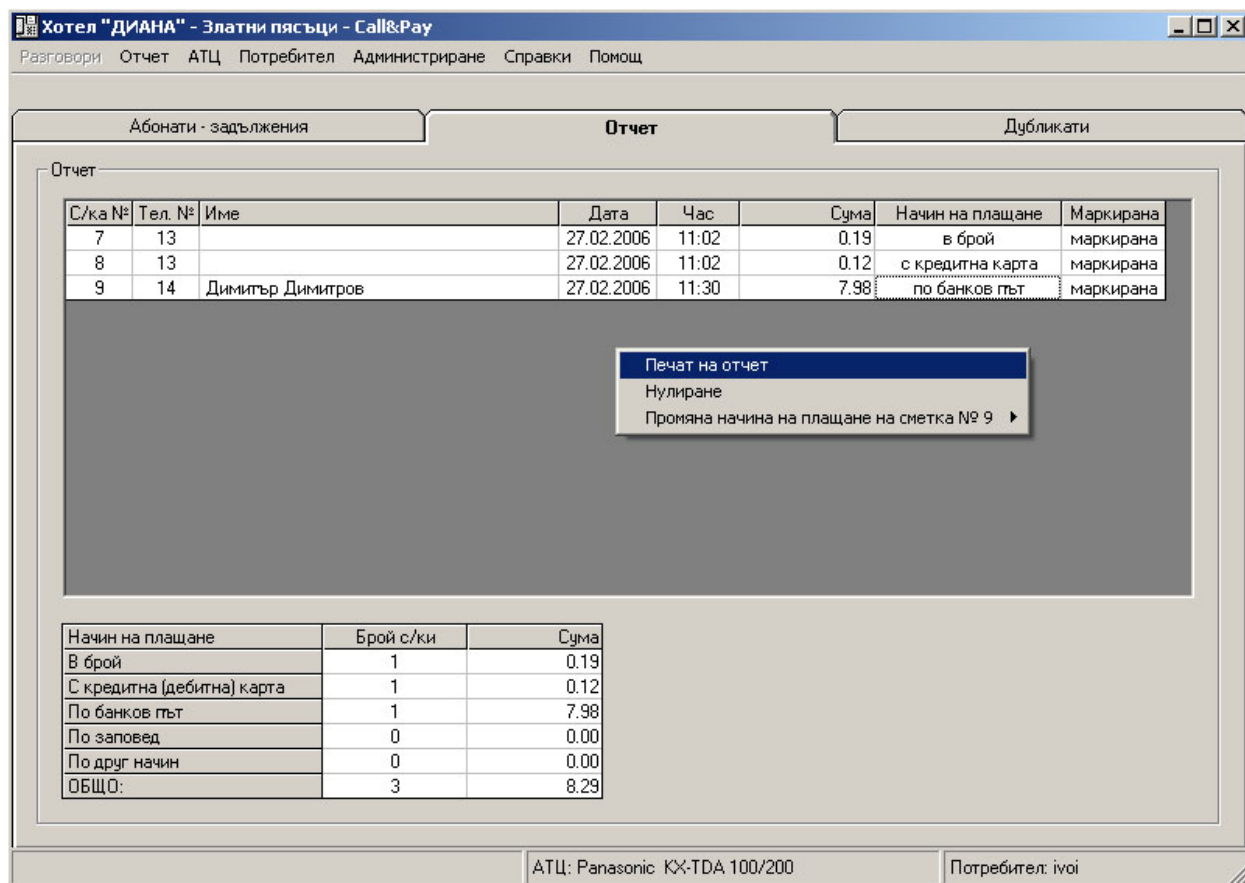 Хотел "ДИАНА" - Златни пясъци - Call&Pay
Разговори Отчет АТЦ Потребител Администриране Справки Помощ
Абонати - задължения Отчет Дубликати
Отчет
С/ка № Тел. № Име Дата Час Сума Начин на плащане Маркирана
7 13 27.02.2006 11:02 0.19 в брой маркирана
8 13 27.02.2006 11:02 0.12 с кредитна карта маркирана
9 14 Димитър Димитров 27.02.2006 11:30 7.98 по банков път маркирана
Печат на отчет
Нулиране
Промяна начина на плащане на сметка № 9
Начин на плащане Брой с/ки Сума
В брой 1 0.19
С кредитна (дебитна) карта 1 0.12
По банков път 1 7.98
По заповед 0 0.00
По друг начин 0 0.00
ОБЩО: 3 8.29
АТЦ: Panasonic KX-TDA 100/200 Потребител: ivoi